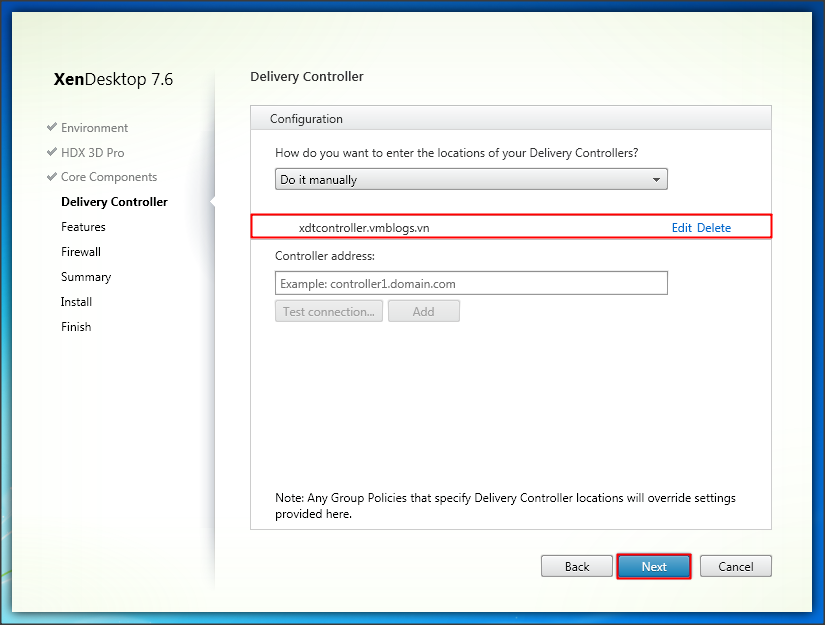 XenDesktop 7.6
Environment
HDX 3D Pro
Core Components
Delivery Controller
Features
Firewall
Summary
Install
Finish
Delivery Controller
Configuration
How do you want to enter the locations of your Delivery Controllers?
Do it manually
xdtcontroller.vmblogs.vn Edit Delete
Controller address:
Example: controller1.domain.com
Test connection... Add
Note: Any Group Policies that specify Delivery Controller locations will override settings
provided here.
Back Next Cancel